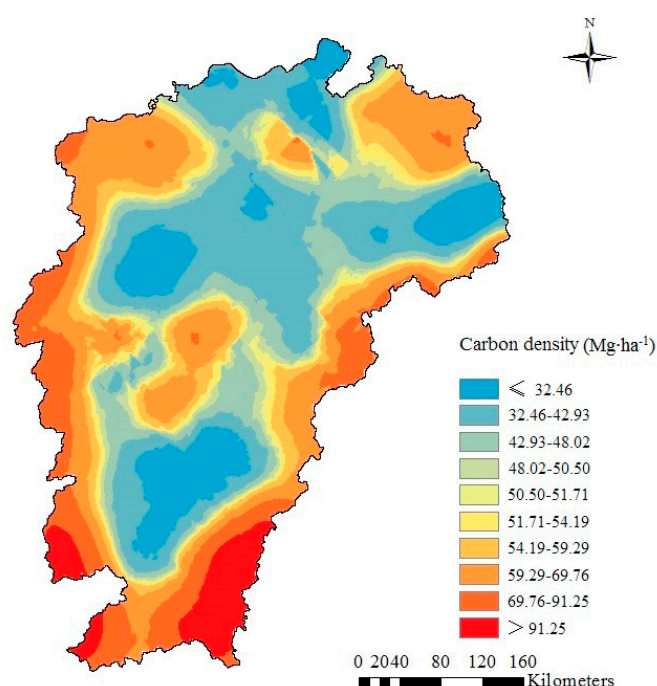 N
Carbon density (Mg·ha⁻¹)
⩽ 32.46
32.46-42.93
42.93-48.02
48.02-50.50
50.50-51.71
51.71-54.19
54.19-59.29
59.29-69.76
69.76-91.25
> 91.25
0 20 40 80 120 160
Kilometers